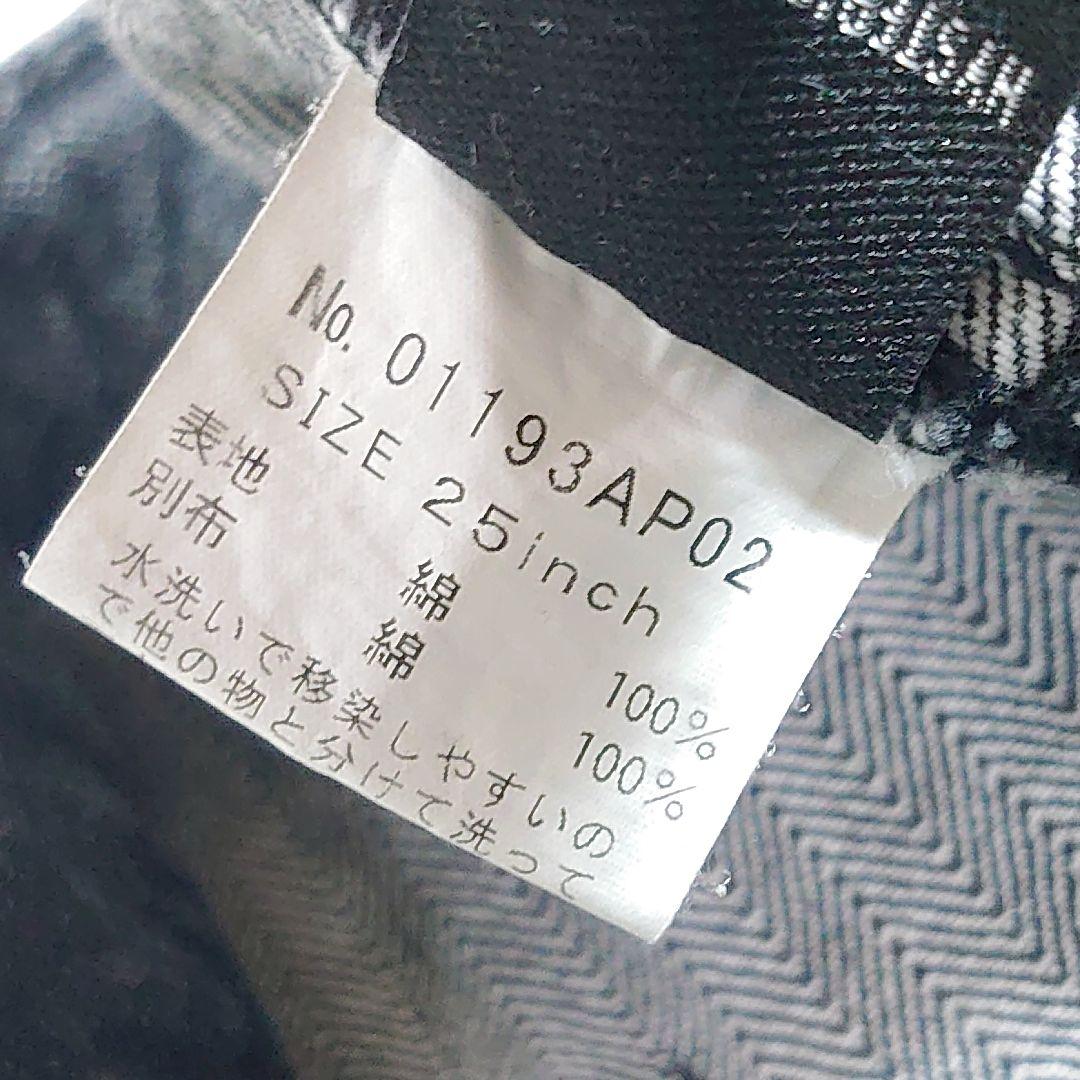 No. 01193AP02
SIZE 25inch
表地 綿 100%
別布 綿 100%
水洗いで移染しやすいの
で他の物と分けて洗って